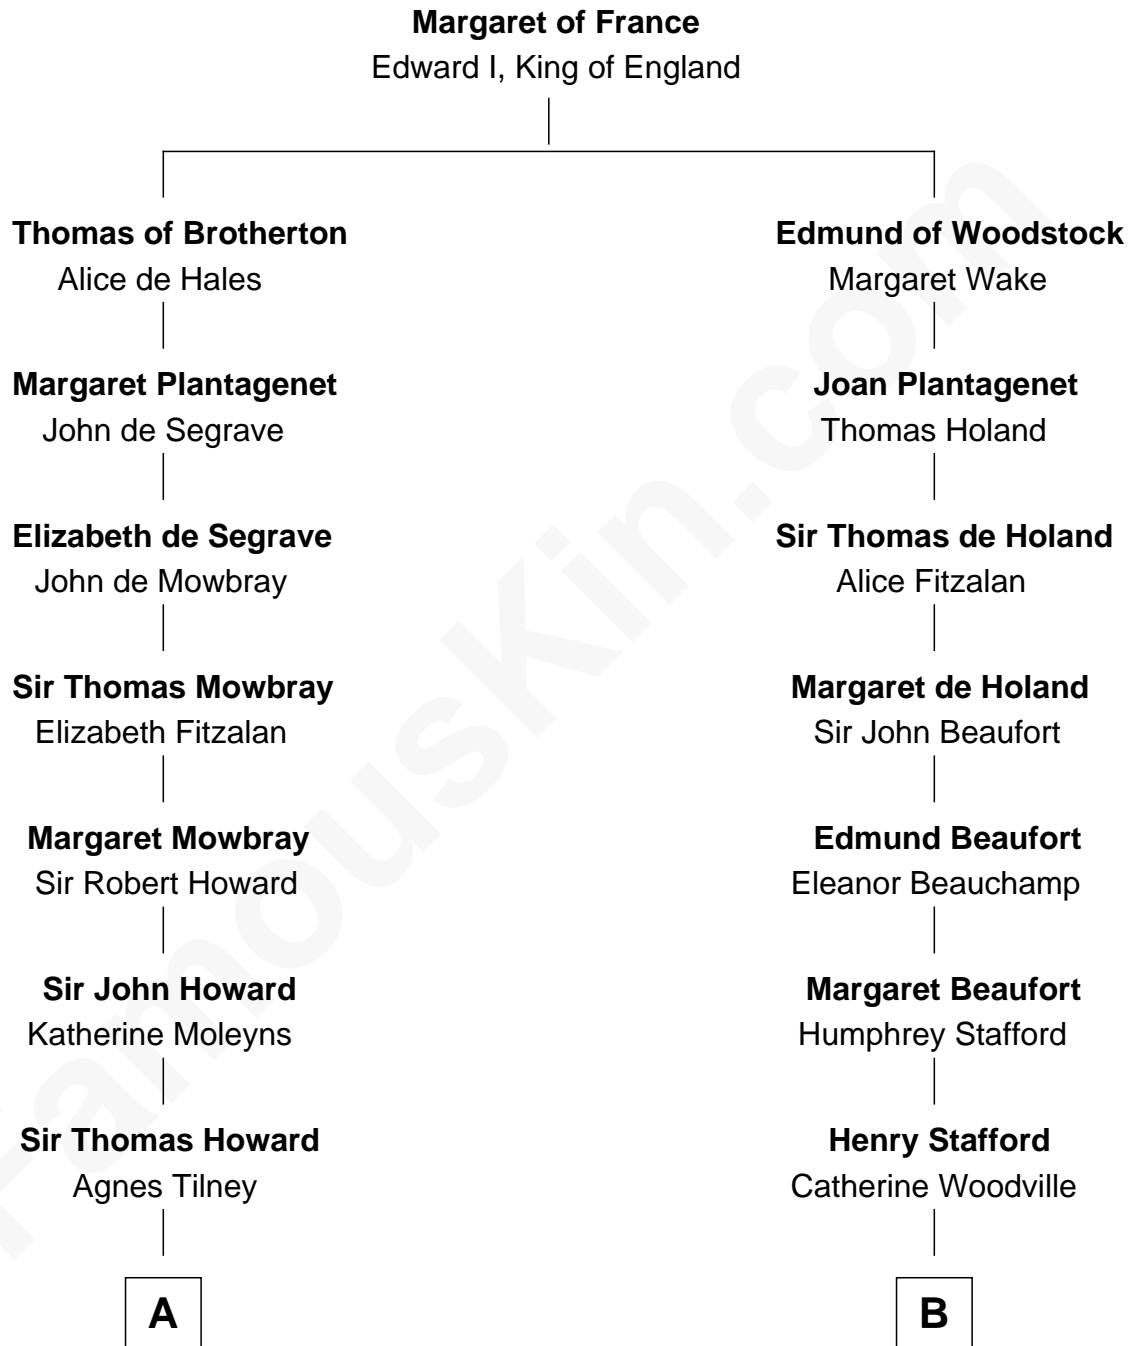 Margaret of France
Edward I, King of England
Thomas of Brotherton
Alice de Hales
Edmund of Woodstock
Margaret Wake
Margaret Plantagenet
John de Segrave
Joan Plantagenet
Thomas Holand
Elizabeth de Segrave
John de Mowbray
Sir Thomas de Holand
Alice Fitzalan
Sir Thomas Mowbray
Elizabeth Fitzalan
Margaret de Holand
Sir John Beaufort
Margaret Mowbray
Sir Robert Howard
Edmund Beaufort
Eleanor Beauchamp
Sir John Howard
Katherine Moleyns
Margaret Beaufort
Humphrey Stafford
Sir Thomas Howard
Agnes Tilney
Henry Stafford
Catherine Woodville
A
B
FamousKin.com